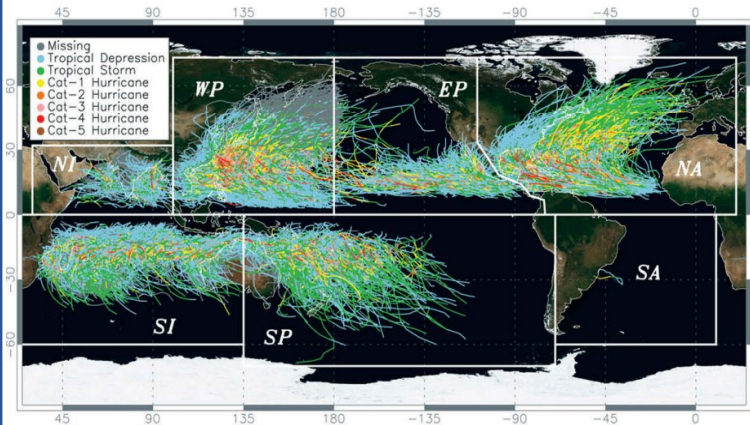 45 90 135 180 -135 -90 -45 0
Missing
Tropical Depression
Tropical Storm
Cat-1 Hurricane
Cat-2 Hurricane
Cat-3 Hurricane
Cat-4 Hurricane
Cat-5 Hurricane
WP
EP
NI
NA
SI
SP
SA
60
30
0
-30
-60
45 90 135 180 -135 -90 -45 0